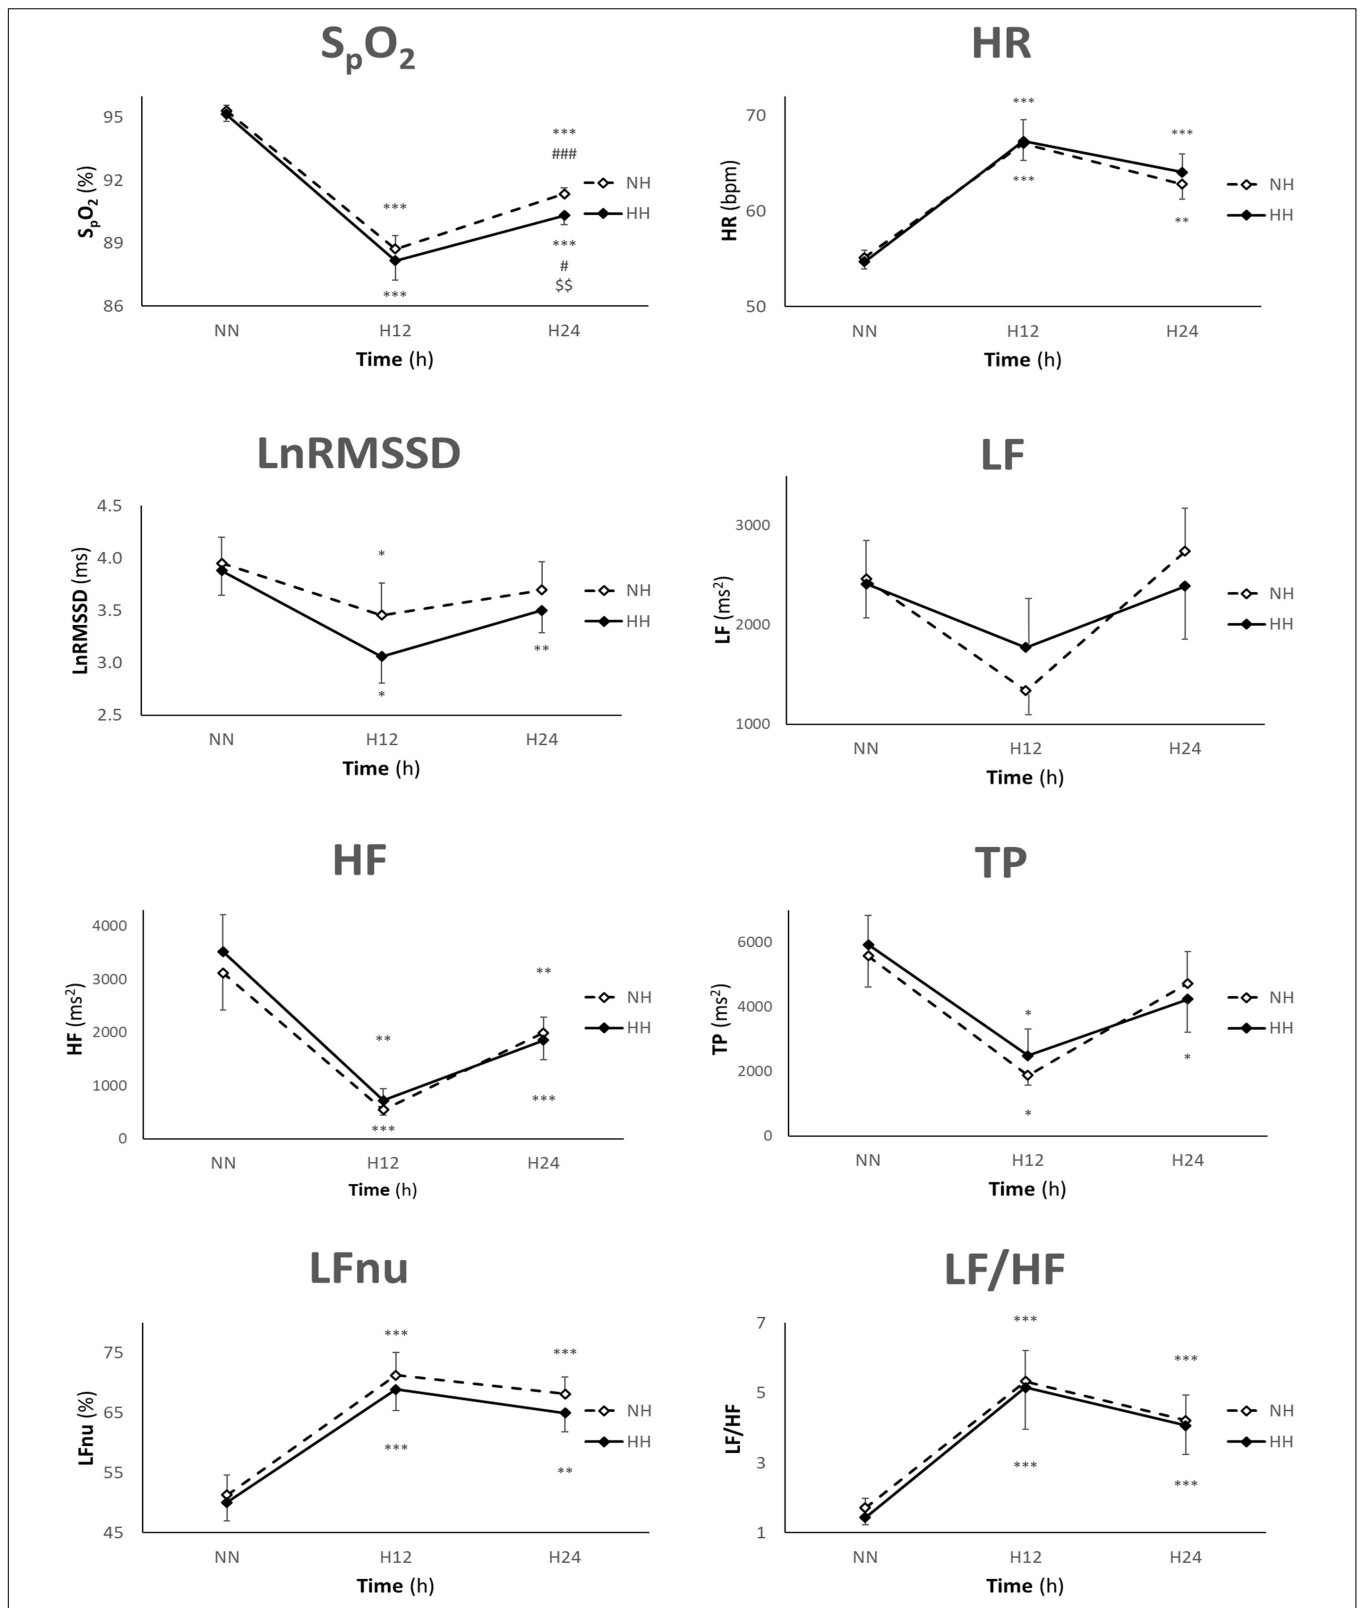 SpO2
95
92
89
86
SpO2 (%)
***
***
***
###
***
#
$$
NH
HH
NN H12 H24
Time (h)
HR
70
60
50
HR (bpm)
***
***
***
**
NH
HH
NN H12 H24
Time (h)
LnRMSSD
4.5
4.0
3.5
3.0
2.5
LnRMSSD (ms)
*
*
**
NH
HH
NN H12 H24
Time (h)
LF
3000
2000
1000
LF (ms2)
NH
HH
NN H12 H24
Time (h)
HF
4000
3000
2000
1000
0
HF (ms2)
**
***
**
***
NH
HH
NN H12 H24
Time (h)
TP
6000
4000
2000
0
TP (ms2)
*
*
*
NH
HH
NN H12 H24
Time (h)
LFnu
75
65
55
45
LFnu (%)
***
***
***
**
NH
HH
NN H12 H24
Time (h)
LF/HF
7
5
3
1
LF/HF
***
***
***
***
NH
HH
NN H12 H24
Time (h)